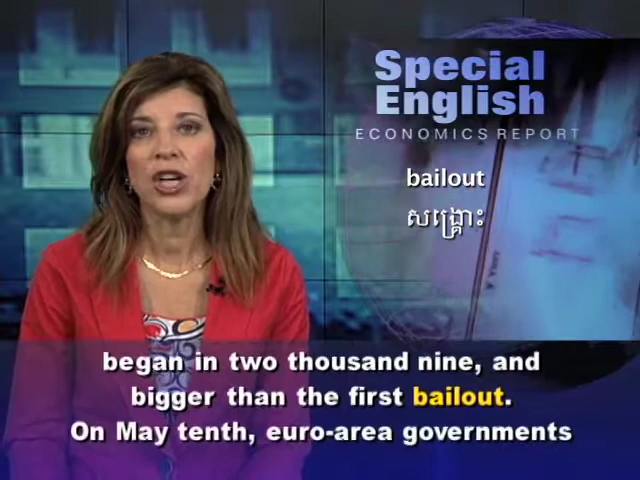 Special
English
ECONOMICS REPORT
bailout
សង្គ្រោះ
began in two thousand nine, and
bigger than the first bailout.
On May tenth, euro-area governments